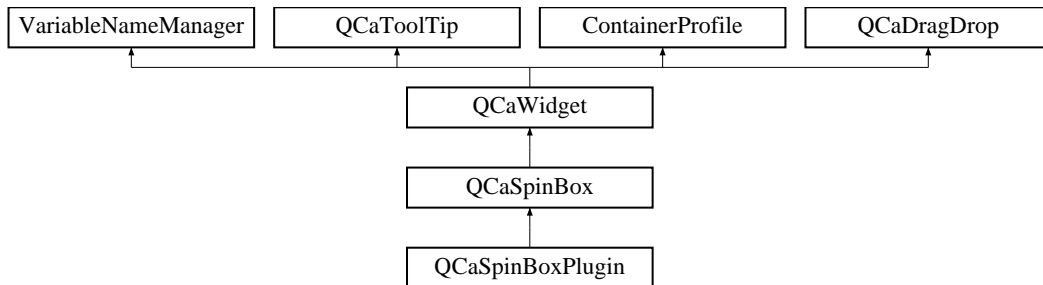 VariableNameManager
QCaToolTip
ContainerProfile
QCaDragDrop
QCaWidget
QCaSpinBox
QCaSpinBoxPlugin